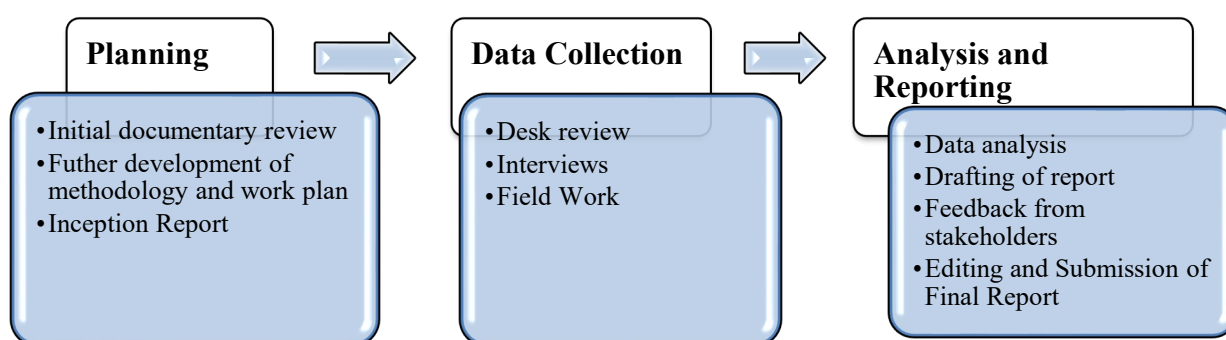 Planning
•Initial documentary review
•Futher development of
methodology and work plan
•Inception Report
Data Collection
•Desk review
•Interviews
•Field Work
Analysis and
Reporting
•Data analysis
•Drafting of report
•Feedback from
stakeholders
•Editing and Submission of
Final Report